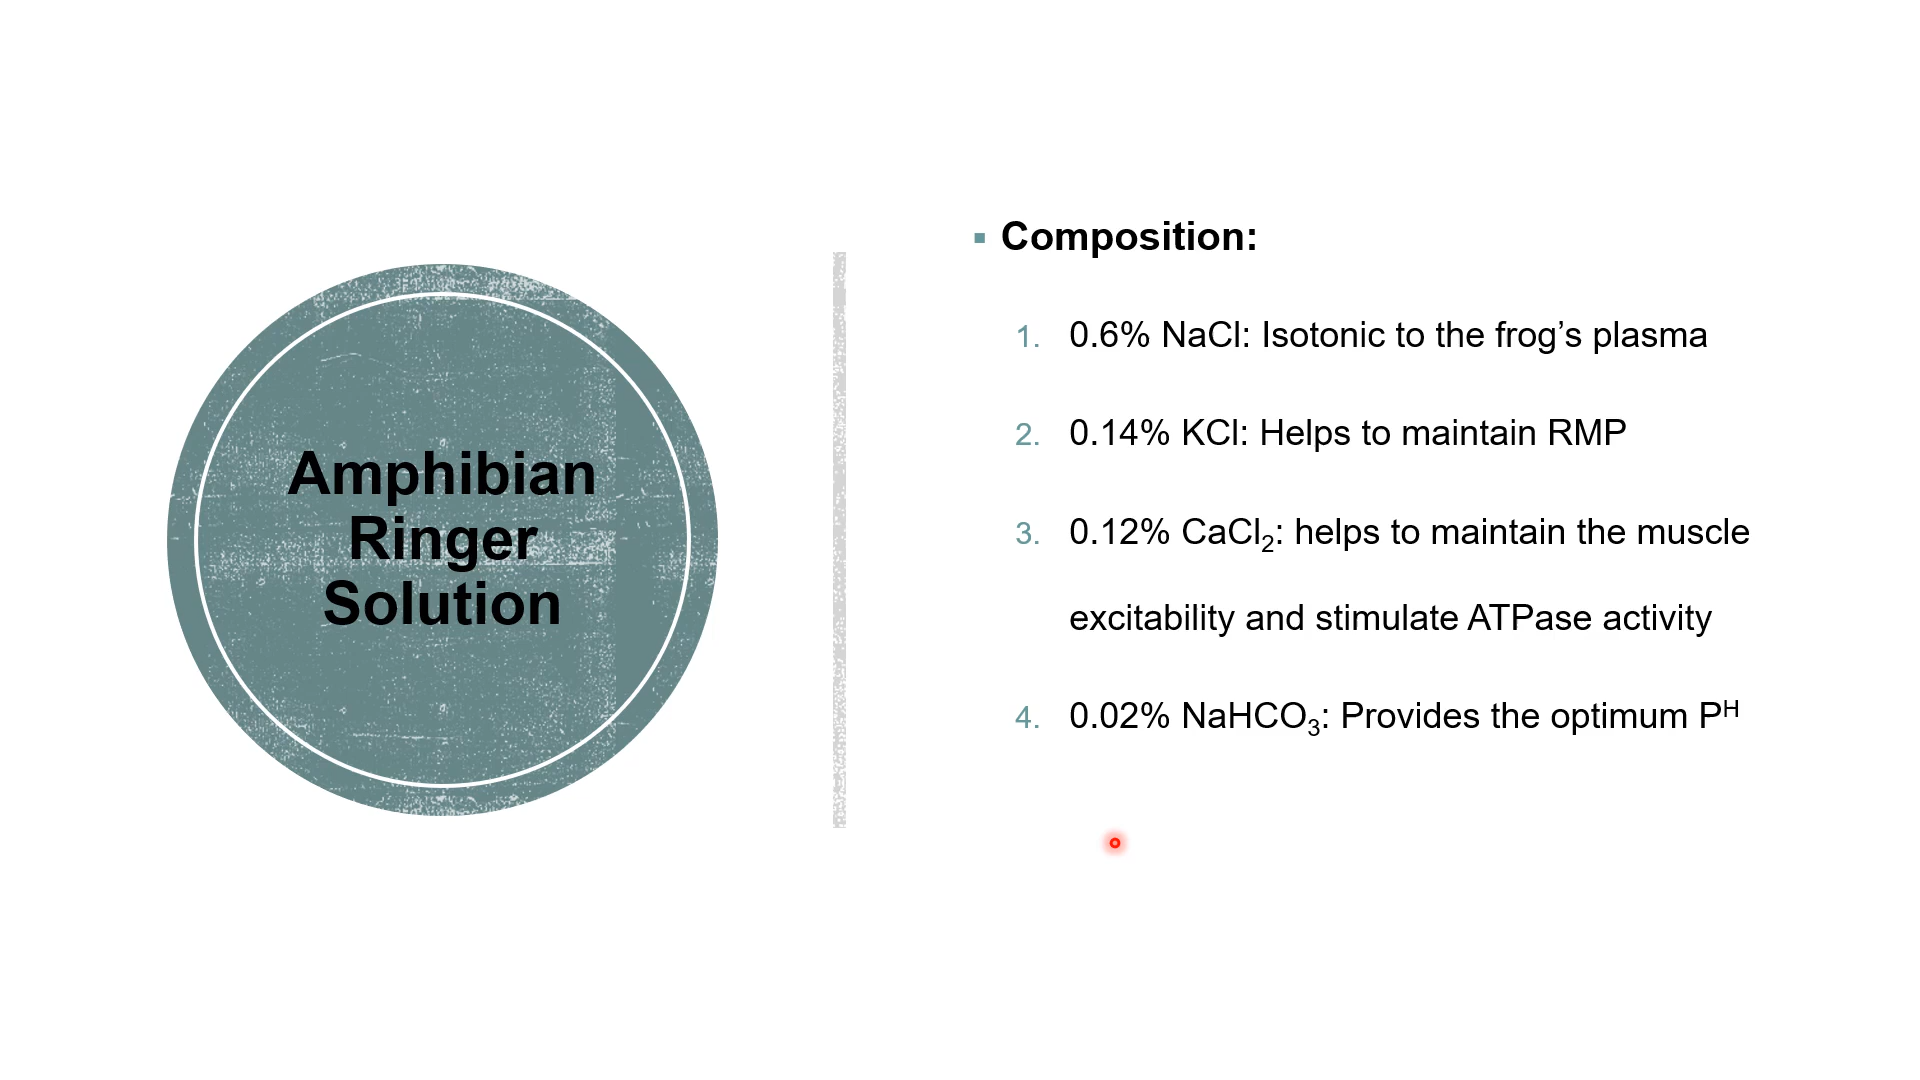 Amphibian
Ringer
Solution
▪ Composition:
1. 0.6% NaCl: Isotonic to the frog’s plasma
2. 0.14% KCl: Helps to maintain RMP
3. 0.12% CaCl₂: helps to maintain the muscle
excitability and stimulate ATPase activity
4. 0.02% NaHCO₃: Provides the optimum Pᴴ